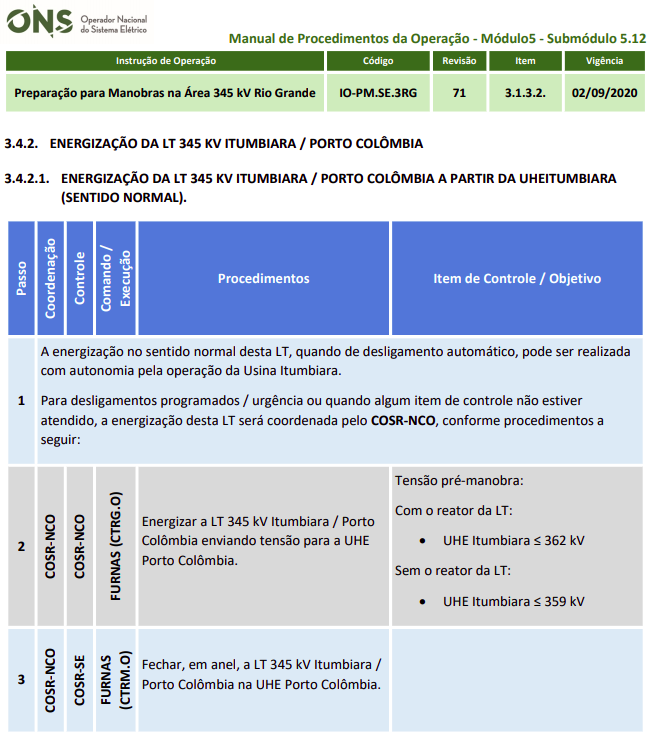 ONS
Operador Nacional
do Sistema Elétrico
Manual de Procedimentos da Operação - Módulo5 - Submódulo 5.12
Instrução de Operação Código Revisão Item Vigência
Preparação para Manobras na Área 345 kV Rio Grande IO-PM.SE.3RG 71 3.1.3.2. 02/09/2020
3.4.2. ENERGIZAÇÃO DA LT 345 KV ITUMBIARA / PORTO COLÔMBIA
3.4.2.1. ENERGIZAÇÃO DA LT 345 KV ITUMBIARA / PORTO COLÔMBIA A PARTIR DA UHEITUMBIARA
(SENTIDO NORMAL).
Passo
Coordenação
Controle
Comando /
Execução
Procedimentos
Item de Controle / Objetivo
1
A energização no sentido normal desta LT, quando de desligamento automático, pode ser realizada
com autonomia pela operação da Usina Itumbiara.
Para desligamentos programados / urgência ou quando algum item de controle não estiver
atendido, a energização desta LT será coordenada pelo COSR-NCO, conforme procedimentos a
seguir:
2
COSR-NCO
COSR-NCO
FURNAS (CTRG.O)
Energizar a LT 345 kV Itumbiara / Porto
Colômbia enviando tensão para a UHE
Porto Colômbia.
Tensão pré-manobra:
Com o reator da LT:
• UHE Itumbiara ≤ 362 kV
Sem o reator da LT:
• UHE Itumbiara ≤ 359 kV
3
COSR-NCO
COSR-SE
FURNAS
(CTRM.O)
Fechar, em anel, a LT 345 kV Itumbiara /
Porto Colômbia na UHE Porto Colômbia.